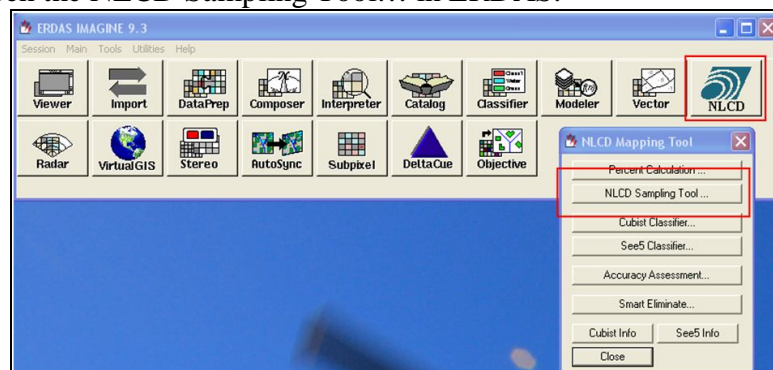 the NLCD Sampling Tool... in ERDAS.
ERDAS IMAGINE 9.3
Session Main Tools Utilities Help
Viewer Import DataPrep Composer Interpreter Catalog Classifier Modeler Vector NLCD
Radar VirtualGIS Stereo AutoSync Subpixel DeltaCue Objective
NLCD Mapping Tool
Percent Calculation ...
NLCD Sampling Tool ...
Cubist Classifier...
See5 Classifier...
Accuracy Assessment...
Smart Eliminate...
Cubist Info See5 Info
Close